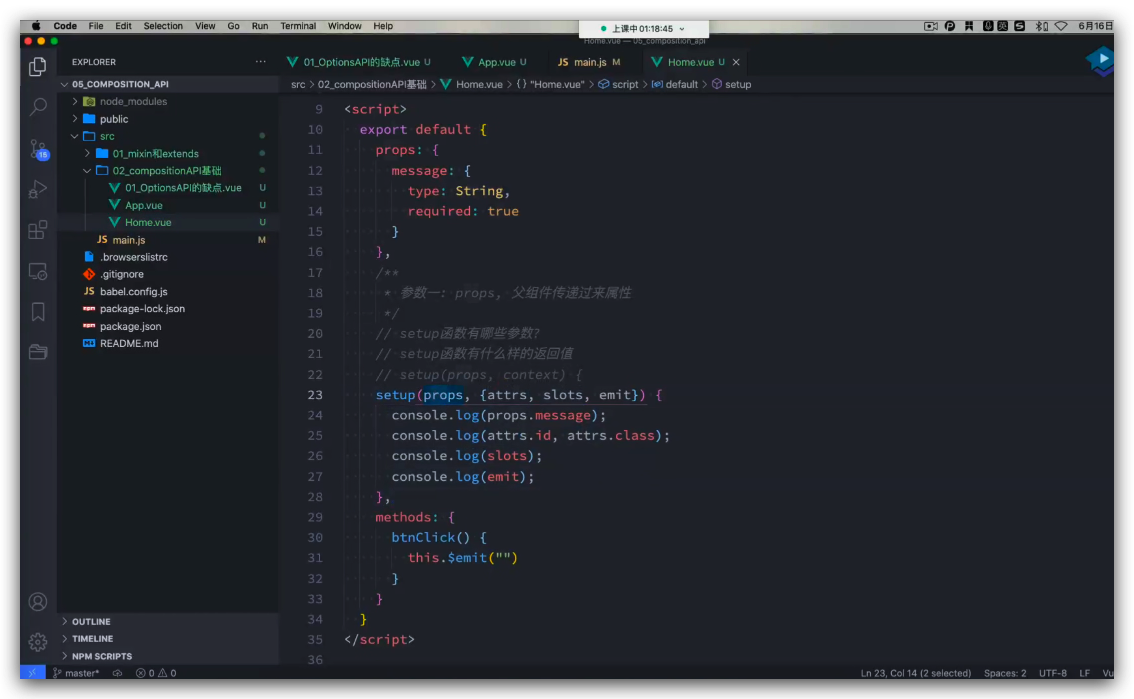 Code File Edit Selection View Go Run Terminal Window Help
上课中 01:18:45
6月16日
Home.vue — 05_composition_api
EXPLORER
01_OptionsAPI的缺点.vue U
App.vue U
JS main.js M
Home.vue U
05_COMPOSITION_API
src > 02_compositionAPI基础 > Home.vue > {} "Home.vue" > script > default > setup
node_modules
public
src
01_mixin和extends
02_compositionAPI基础
01_OptionsAPI的缺点.vue U
App.vue U
Home.vue U
JS main.js M
.browserslistrc
.gitignore
JS babel.config.js
package-lock.json
package.json
README.md
15
9 <script>
10 export default {
11 props: {
12 message: {
13 type: String,
14 required: true
15 }
16 },
17 /**
18 * 参数一: props, 父组件传递过来属性
19 */
20 // setup函数有哪些参数?
21 // setup函数有什么样的返回值
22 // setup(props, context) {
23 setup(props, {attrs, slots, emit}) {
24 console.log(props.message);
25 console.log(attrs.id, attrs.class);
26 console.log(slots);
27 console.log(emit);
28 },
29 methods: {
30 btnClick() {
31 this.$emit("")
32 }
33 }
34 }
35 </script>
36
OUTLINE
TIMELINE
NPM SCRIPTS
master* 0 0
Ln 23, Col 14 (2 selected) Spaces: 2 UTF-8 LF Vu